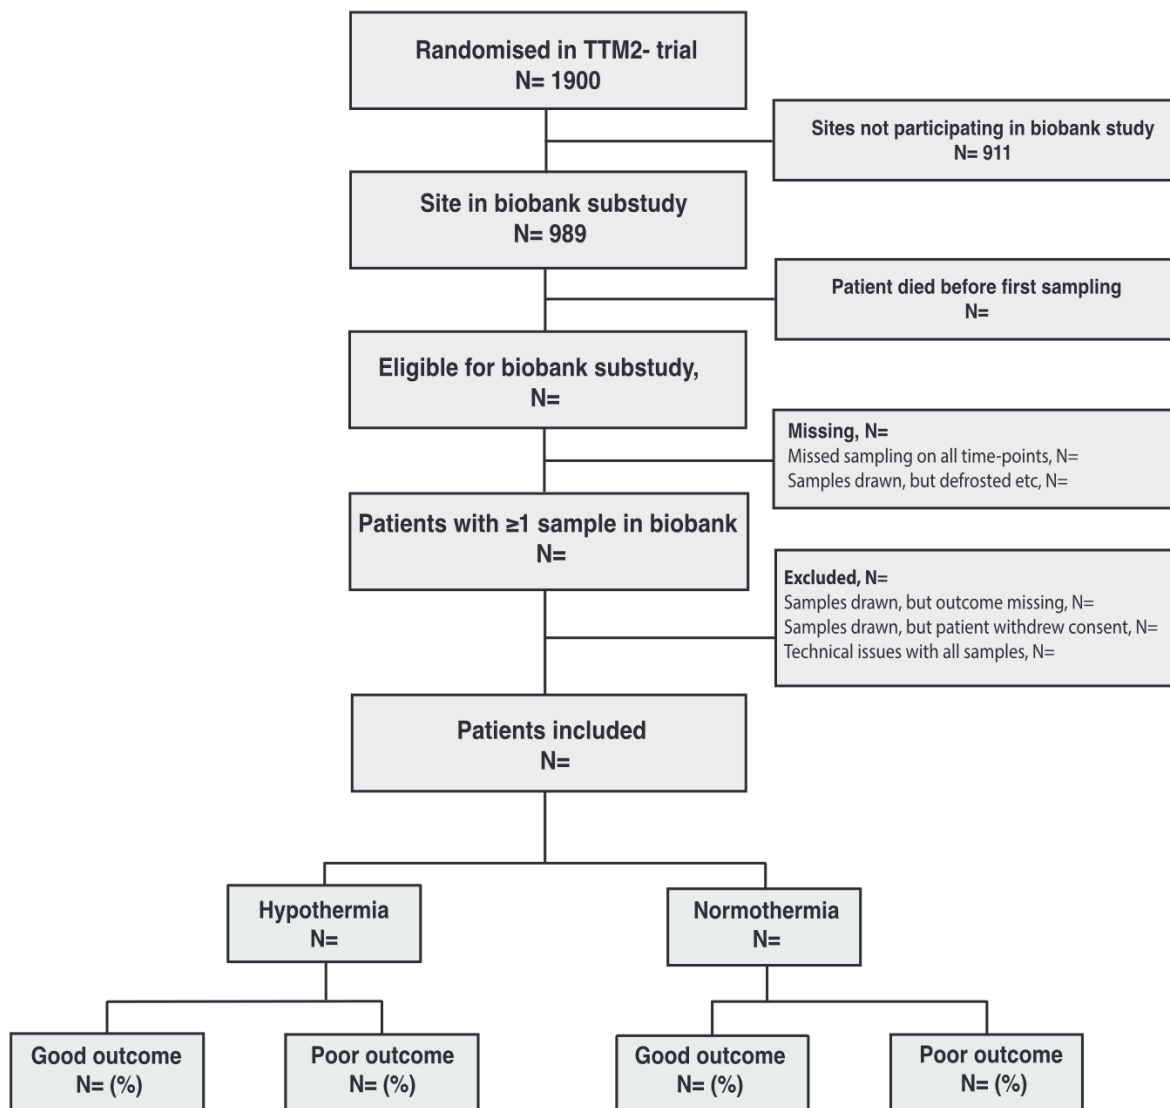 Randomised in TTM2- trial
N= 1900
Sites not participating in biobank study
N= 911
Site in biobank substudy
N= 989
Patient died before first sampling
N=
Eligible for biobank substudy,
N=
Missing, N=
Missed sampling on all time-points, N=
Samples drawn, but defrosted etc, N=
Patients with ≥1 sample in biobank
N=
Excluded, N=
Samples drawn, but outcome missing, N=
Samples drawn, but patient withdrew consent, N=
Technical issues with all samples, N=
Patients included
N=
Hypothermia
N=
Normothermia
N=
Good outcome
N= (%)
Poor outcome
N= (%)
Good outcome
N= (%)
Poor outcome
N= (%)